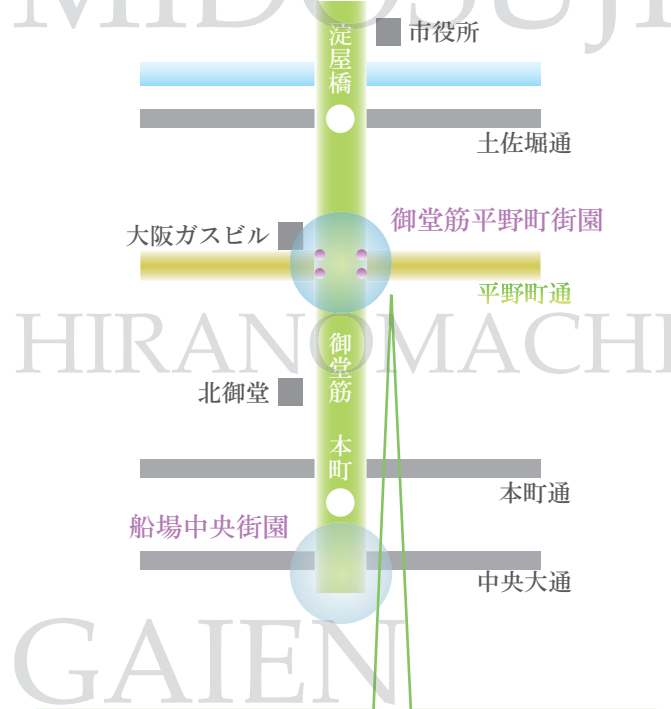 MIDOSUJI
淀屋橋
市役所
土佐堀通
大阪ガスビル
御堂筋平野町街園
平野町通
HIRANOMACHI
御堂筋
北御堂
本町
本町通
船場中央街園
中央大通
GAIEN